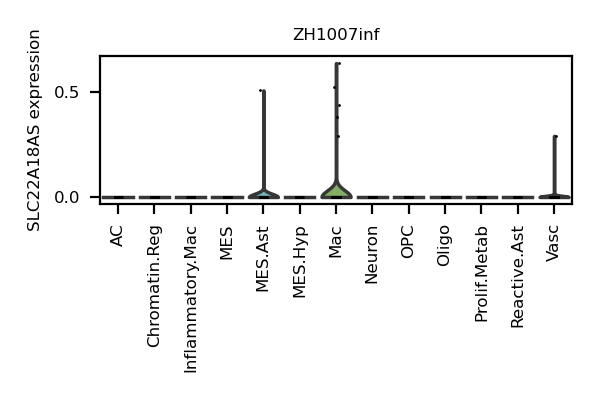 ZH1007inf
SLC22A18AS expression
0.5
0.0
AC
Chromatin.Reg
Inflammatory.Mac
MES
MES.Ast
MES.Hyp
Mac
Neuron
OPC
Oligo
Prolif.Metab
Reactive.Ast
Vasc